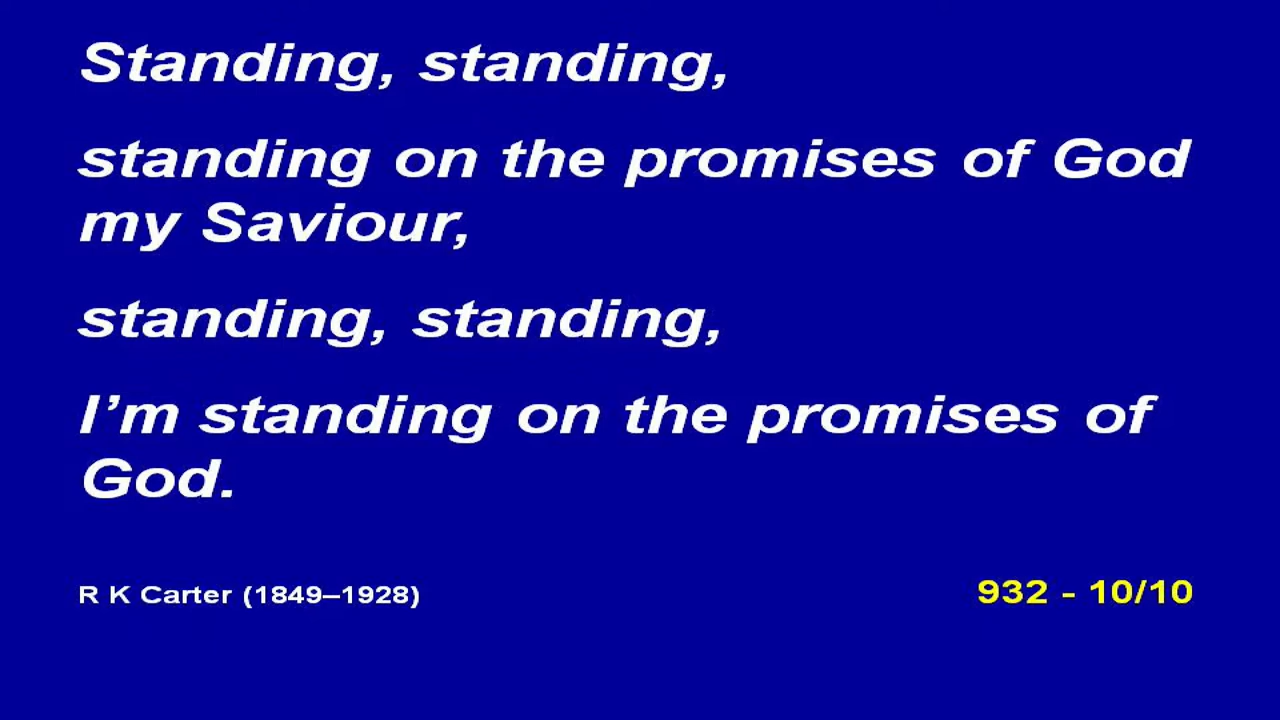 Standing, standing,
standing on the promises of God
my Saviour,
standing, standing,
I’m standing on the promises of
God.
R K Carter (1849–1928)
932 - 10/10